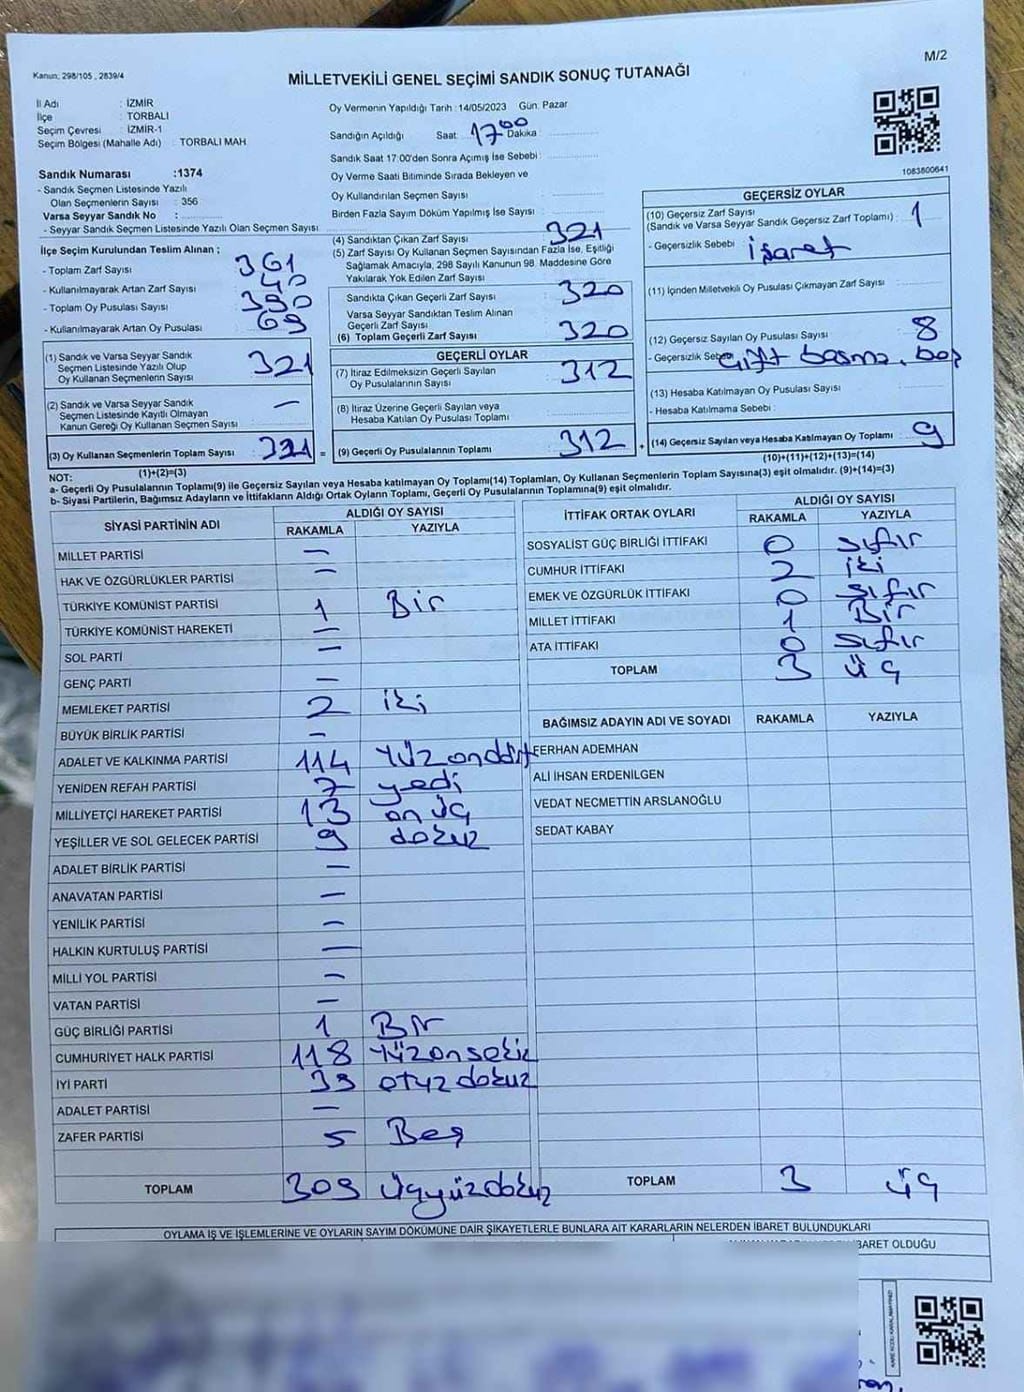 M/2
Kanun: 298/105 , 2839/4
MİLLETVEKİLİ GENEL SEÇİMİ SANDIK SONUÇ TUTANAĞI
İl Adı : İZMİR
İlçe : TORBALI
Seçim Çevresi : İZMİR-1
Seçim Bölgesi (Mahalle Adı) : TORBALI MAH
Sandık Numarası :1374
- Sandık Seçmen Listesinde Yazılı
Olan Seçmenlerin Sayısı : 356
Varsa Seyyar Sandık No :
- Seyyar Sandık Seçmen Listesinde Yazılı Olan Seçmen Sayısı
Oy Vermenin Yapıldığı Tarih : 14/05/2023 Gün: Pazar
Sandığın Açıldığı Saat: 17 00 Dakika :
Sandık Saat 17:00'den Sonra Açımış İse Sebebi :
Oy Verme Saati Bitiminde Sırada Bekleyen ve
Oy Kullandırılan Seçmen Sayısı :
Birden Fazla Sayım Döküm Yapılmış İse Sayısı :
1083800641
İlçe Seçim Kurulundan Teslim Alınan ;
- Toplam Zarf Sayısı : 361
- Kullanılmayarak Artan Zarf Sayısı : 40
- Toplam Oy Pusulası Sayısı : 390
- Kullanılmayarak Artan Oy Pusulası : 69
(1) Sandık ve Varsa Seyyar Sandık
Seçmen Listesinde Yazılı Olup
Oy Kullanan Seçmenlerin Sayısı : 321
(2) Sandık ve Varsa Seyyar Sandık
Seçmen Listesinde Kayıtlı Olmayan
Kanun Gereği Oy Kullanan Seçmen Sayısı : —
(3) Oy Kullanan Seçmenlerin Toplam Sayısı : 321 =
(1)+(2)=(3)
(4) Sandıktan Çıkan Zarf Sayısı : 321
(5) Zarf Sayısı Oy Kullanan Seçmen Sayısından Fazla İse, Eşitliği
Sağlamak Amacıyla, 298 Sayılı Kanunun 98. Maddesine Göre
Yakılarak Yok Edilen Zarf Sayısı :
Sandıkta Çıkan Geçerli Zarf Sayısı : 320
Varsa Seyyar Sandıktan Teslim Alınan
Geçerli Zarf Sayısı :
(6) Toplam Geçerli Zarf Sayısı : 320
GEÇERLİ OYLAR
(7) İtiraz Edilmeksizin Geçerli Sayılan
Oy Pusulalarının Sayısı : 312
(8) İtiraz Üzerine Geçerli Sayılan veya
Hesaba Katılan Oy Pusulası Toplamı :
(9) Geçerli Oy Pusulalarının Toplamı : 312 +
GEÇERSİZ OYLAR
(10) Geçersiz Zarf Sayısı
(Sandık ve Varsa Seyyar Sandık Geçersiz Zarf Toplamı) : 1
- Geçersizlik Sebebi : işaret
(11) İçinden Milletvekili Oy Pusulası Çıkmayan Zarf Sayısı :
(12) Geçersiz Sayılan Oy Pusulası Sayısı : 8
- Geçersizlik Sebebi : Çift basma, boş
(13) Hesaba Katılmayan Oy Pusulası Sayısı :
- Hesaba Katılmama Sebebi :
(14) Geçersiz Sayılan veya Hesaba Katılmayan Oy Toplamı : 9
(10)+(11)+(12)+(13)=(14)
NOT:
a- Geçerli Oy Pusulalarının Toplamı(9) ile Geçersiz Sayılan veya Hesaba katılmayan Oy Toplamı(14) Toplamları, Oy Kullanan Seçmenlerin Toplam Sayısına(3) eşit olmalıdır. (9)+(14)=(3)
b- Siyasi Partilerin, Bağımsız Adayların ve İttifakların Aldığı Ortak Oyların Toplamı, Geçerli Oy Pusulalarının Toplamına(9) eşit olmalıdır.
SİYASİ PARTİNİN ADI ALDIĞI OY SAYISI
RAKAMLA YAZIYLA
MİLLET PARTİSİ —
HAK VE ÖZGÜRLÜKLER PARTİSİ —
TÜRKİYE KOMÜNİST PARTİSİ 1 Bir
TÜRKİYE KOMÜNİST HAREKETİ —
SOL PARTİ —
GENÇ PARTİ —
MEMLEKET PARTİSİ 2 iki
BÜYÜK BİRLİK PARTİSİ —
ADALET VE KALKINMA PARTİSİ 114 Yüzondört
YENİDEN REFAH PARTİSİ 7 yedi
MİLLİYETÇİ HAREKET PARTİSİ 13 on üç
YEŞİLLER VE SOL GELECEK PARTİSİ 9 dokuz
ADALET BİRLİK PARTİSİ —
ANAVATAN PARTİSİ —
YENİLİK PARTİSİ —
HALKIN KURTULUŞ PARTİSİ —
MİLLİ YOL PARTİSİ —
VATAN PARTİSİ —
GÜÇ BİRLİĞİ PARTİSİ 1 Bir
CUMHURİYET HALK PARTİSİ 118 Yüzonsekiz
İYİ PARTİ 39 otuzdokuz
ADALET PARTİSİ —
ZAFER PARTİSİ 5 Beş
TOPLAM 309 Üçyüzdokuz
İTTİFAK ORTAK OYLARI ALDIĞI OY SAYISI
RAKAMLA YAZIYLA
SOSYALİST GÜÇ BİRLİĞİ İTTİFAKI 0 sıfır
CUMHUR İTTİFAKI 2 iki
EMEK VE ÖZGÜRLÜK İTTİFAKI 0 sıfır
MİLLET İTTİFAKI 1 Bir
ATA İTTİFAKI 0 sıfır
TOPLAM 3 üç
BAĞIMSIZ ADAYIN ADI VE SOYADI RAKAMLA YAZIYLA
FERHAN ADEMHAN
ALİ İHSAN ERDENİLGEN
VEDAT NECMETTİN ARSLANOĞLU
SEDAT KABAY
TOPLAM 3 üç
OYLAMA İŞ VE İŞLEMLERİNE VE OYLARIN SAYIM DÖKÜMÜNE DAİR ŞİKAYETLERLE BUNLARA AİT KARARLARIN NELERDEN İBARET BULUNDUKLARI
İBARET OLDUĞU